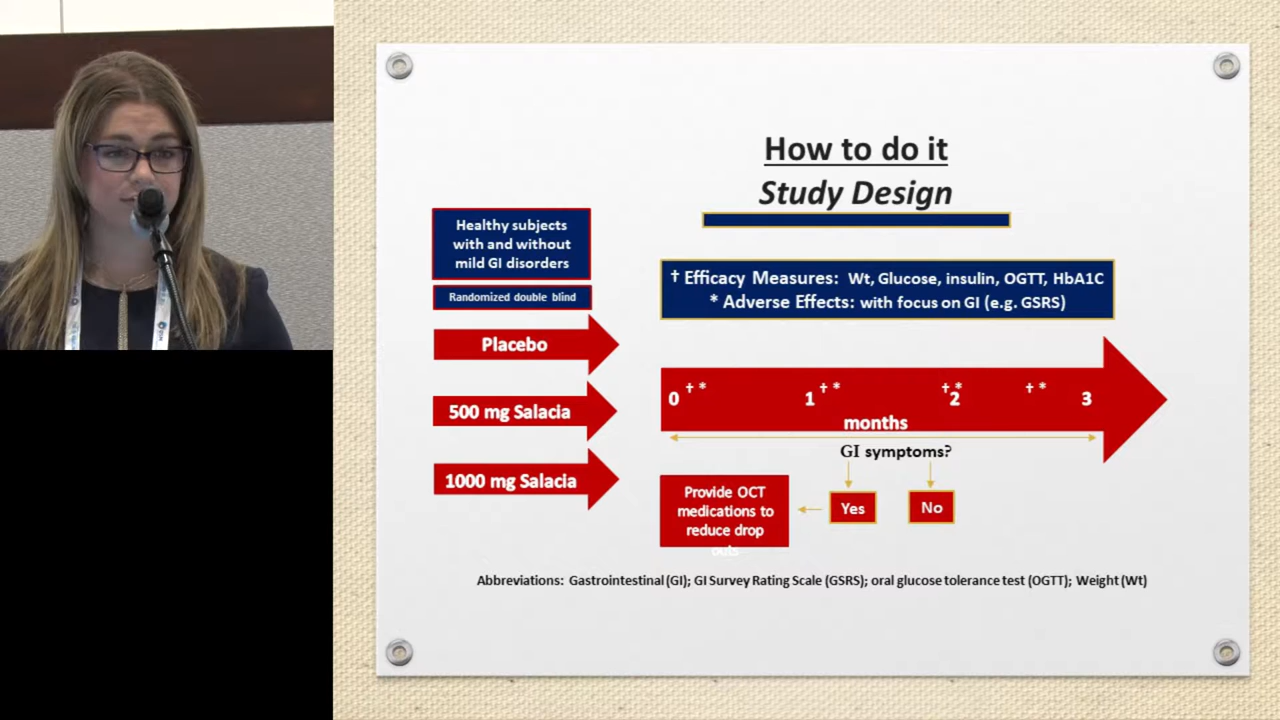 How to do it
Study Design
Healthy subjects
with and without
mild GI disorders
Randomized double blind
Placebo
500 mg Salacia
1000 mg Salacia
† Efficacy Measures: Wt, Glucose, insulin, OGTT, HbA1C
* Adverse Effects: with focus on GI (e.g. GSRS)
† * † * † * † *
0 1 2 3
months
GI symptoms?
Yes No
Provide OCT
medications to
reduce drop
outs
Abbreviations: Gastrointestinal (GI); GI Survey Rating Scale (GSRS); oral glucose tolerance test (OGTT); Weight (Wt)